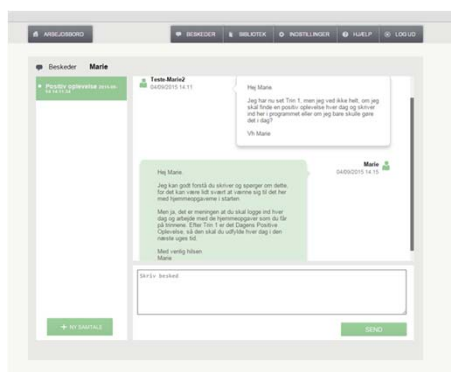 ARBEJDSBORD
BESKEDER
BIBLIOTEK
INDSTILLINGER
HJÆLP
LOG UD
Beskeder Marie
Positiv oplevelse
Teste-Marie2
04/09/2015 14.11
Hej Marie.
Jeg har nu set Trin 1, men jeg ved ikke helt, om jeg
skal finde en positiv oplevelse hver dag og skriver
ind her i programmet eller om jeg bare skulle gøre
det i dag?
Vh Marie
Marie
04/09/2015 14.15
Hej Marie.
Jeg kan godt forstå du skriver og spørger om dette
for det kan være lidt svært at vænne sig til det her
med hjemmeopgaverne i starten.
Men ja, det er meningen at du skal logge ind hver
dag og arbejde med de hjemmeopgaver som du får
på trinnene. Efter Trin 1 er det Dagens Positive
Oplevelse, så den skal du udfylde hver dag i den
næste uges tid.
Med venlig hilsen
Marie
Skriv besked
+ NY SAMTALE
SEND